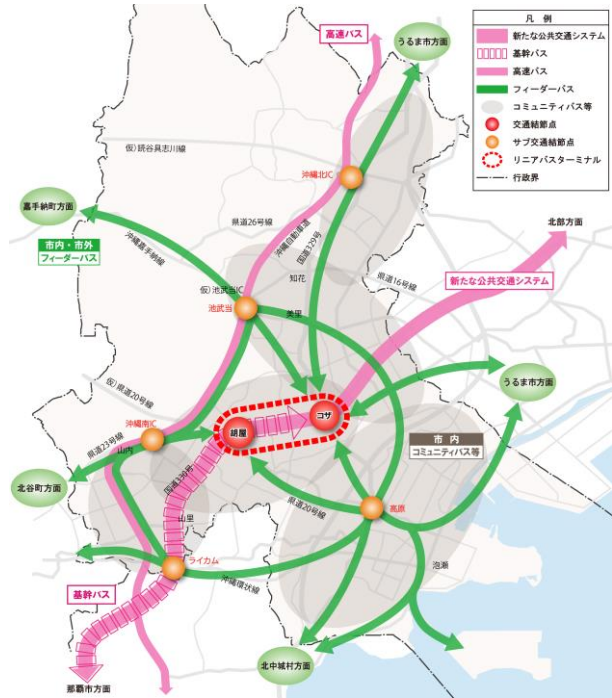 凡 例
新たな公共交通システム
基幹バス
高速バス
フィーダーバス
コミュニティバス等
交通結節点
サブ交通結節点
リニアバスターミナル
行政界
高速バス
うるま市方面
仮）読谷具志川線
沖縄北IC
嘉手納町方面
県道26号線
沖縄自動車道
国道329号
北部方面
市内・市外
フィーダーバス
沖縄嘉手納線
知花
県道16号線
新たな公共交通システム
仮）池武当IC
池武当
美里
仮）県道20号線
うるま市方面
コザ
胡屋
沖縄南IC
県道23号線
山内
市 内
コミュニティバス等
国道330号
北谷町方面
県道20号線
高原
山里
泡瀬
ライカム
沖縄環状線
基幹バス
北中城村方面
那覇市方面